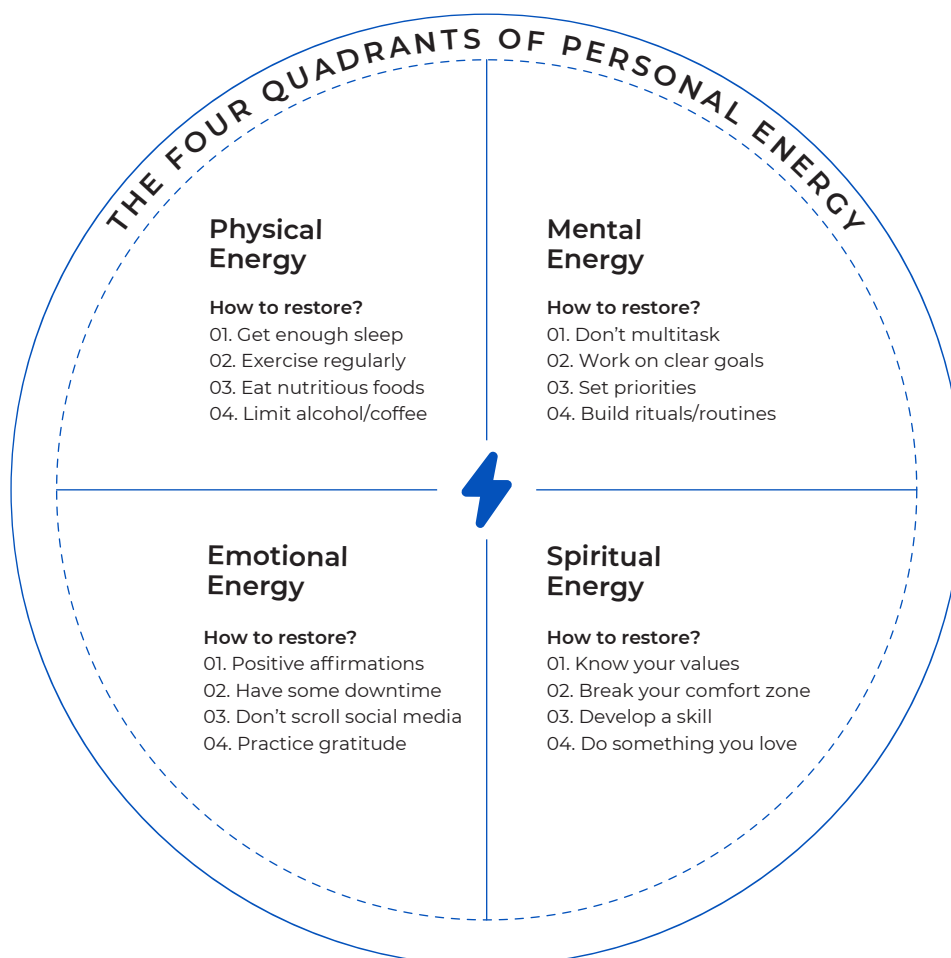 THE FOUR QUADRANTS OF PERSONAL ENERGY
Physical
Energy
How to restore?
01. Get enough sleep
02. Exercise regularly
03. Eat nutritious foods
04. Limit alcohol/coffee
Mental
Energy
How to restore?
01. Don’t multitask
02. Work on clear goals
03. Set priorities
04. Build rituals/routines
Emotional
Energy
How to restore?
01. Positive affirmations
02. Have some downtime
03. Don’t scroll social media
04. Practice gratitude
Spiritual
Energy
How to restore?
01. Know your values
02. Break your comfort zone
03. Develop a skill
04. Do something you love